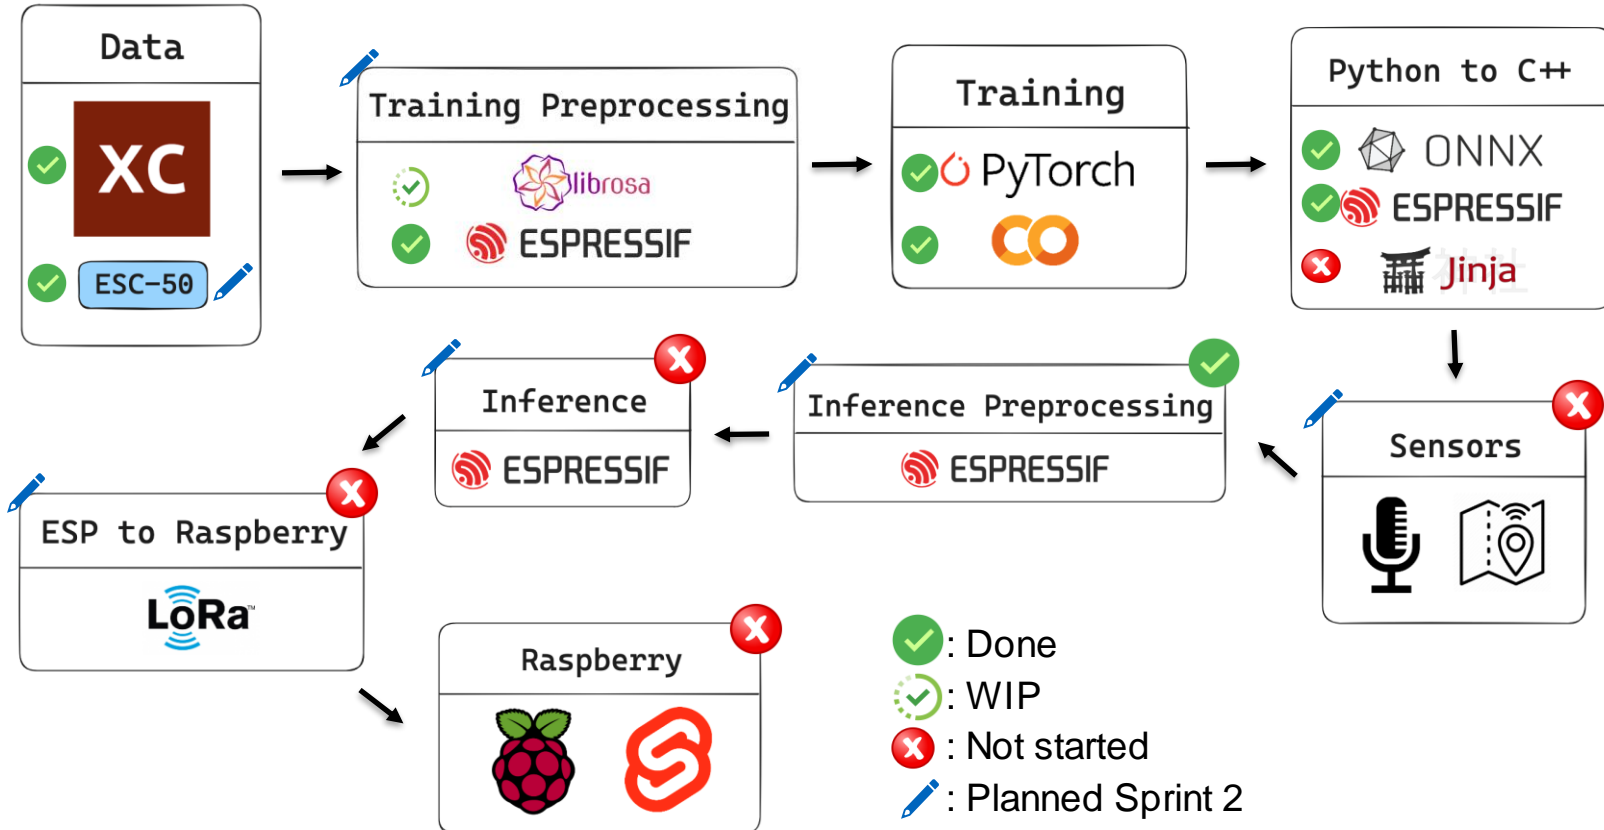 Data
XC
ESC-50
Training Preprocessing
librosa
ESPRESSIF
Training
PyTorch
Python to C++
ONNX
ESPRESSIF
Jinja
Sensors
Inference Preprocessing
ESPRESSIF
Inference
ESPRESSIF
ESP to Raspberry
LoRa™
Raspberry
: Done
: WIP
: Not started
: Planned Sprint 2